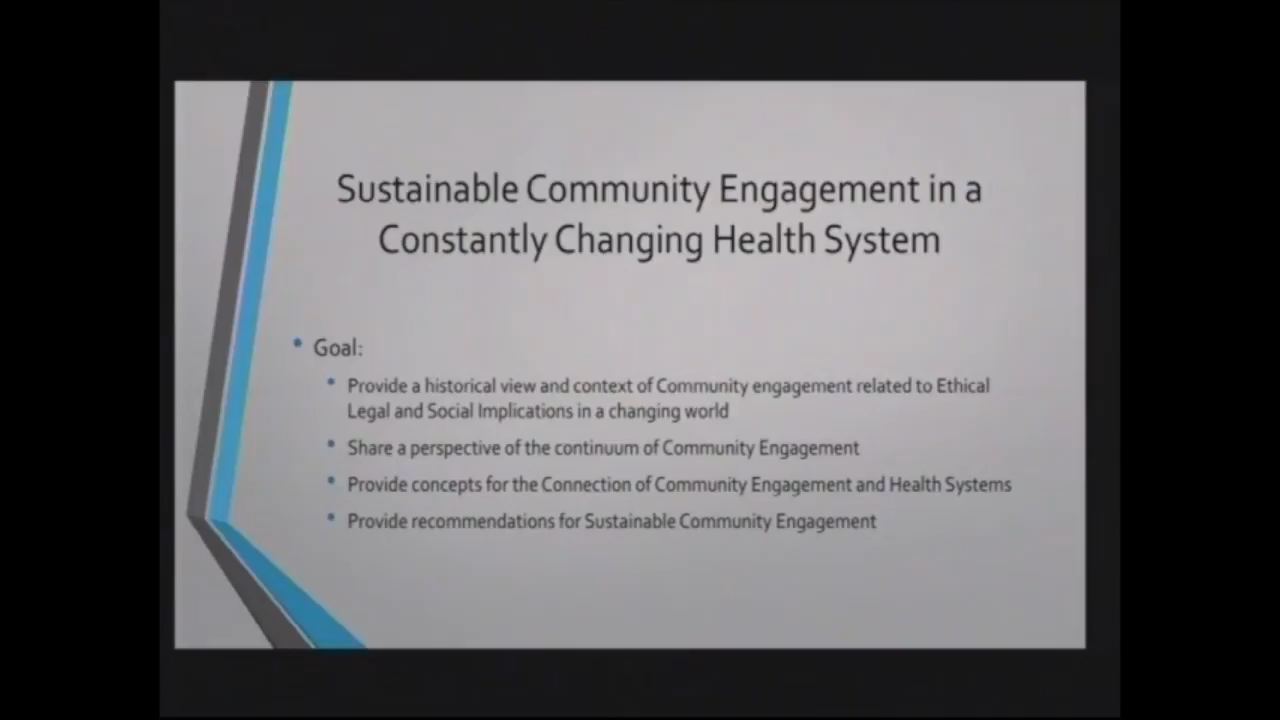 Sustainable Community Engagement in a
Constantly Changing Health System
• Goal:
• Provide a historical view and context of Community engagement related to Ethical
Legal and Social Implications in a changing world
• Share a perspective of the continuum of Community Engagement
• Provide concepts for the Connection of Community Engagement and Health Systems
• Provide recommendations for Sustainable Community Engagement